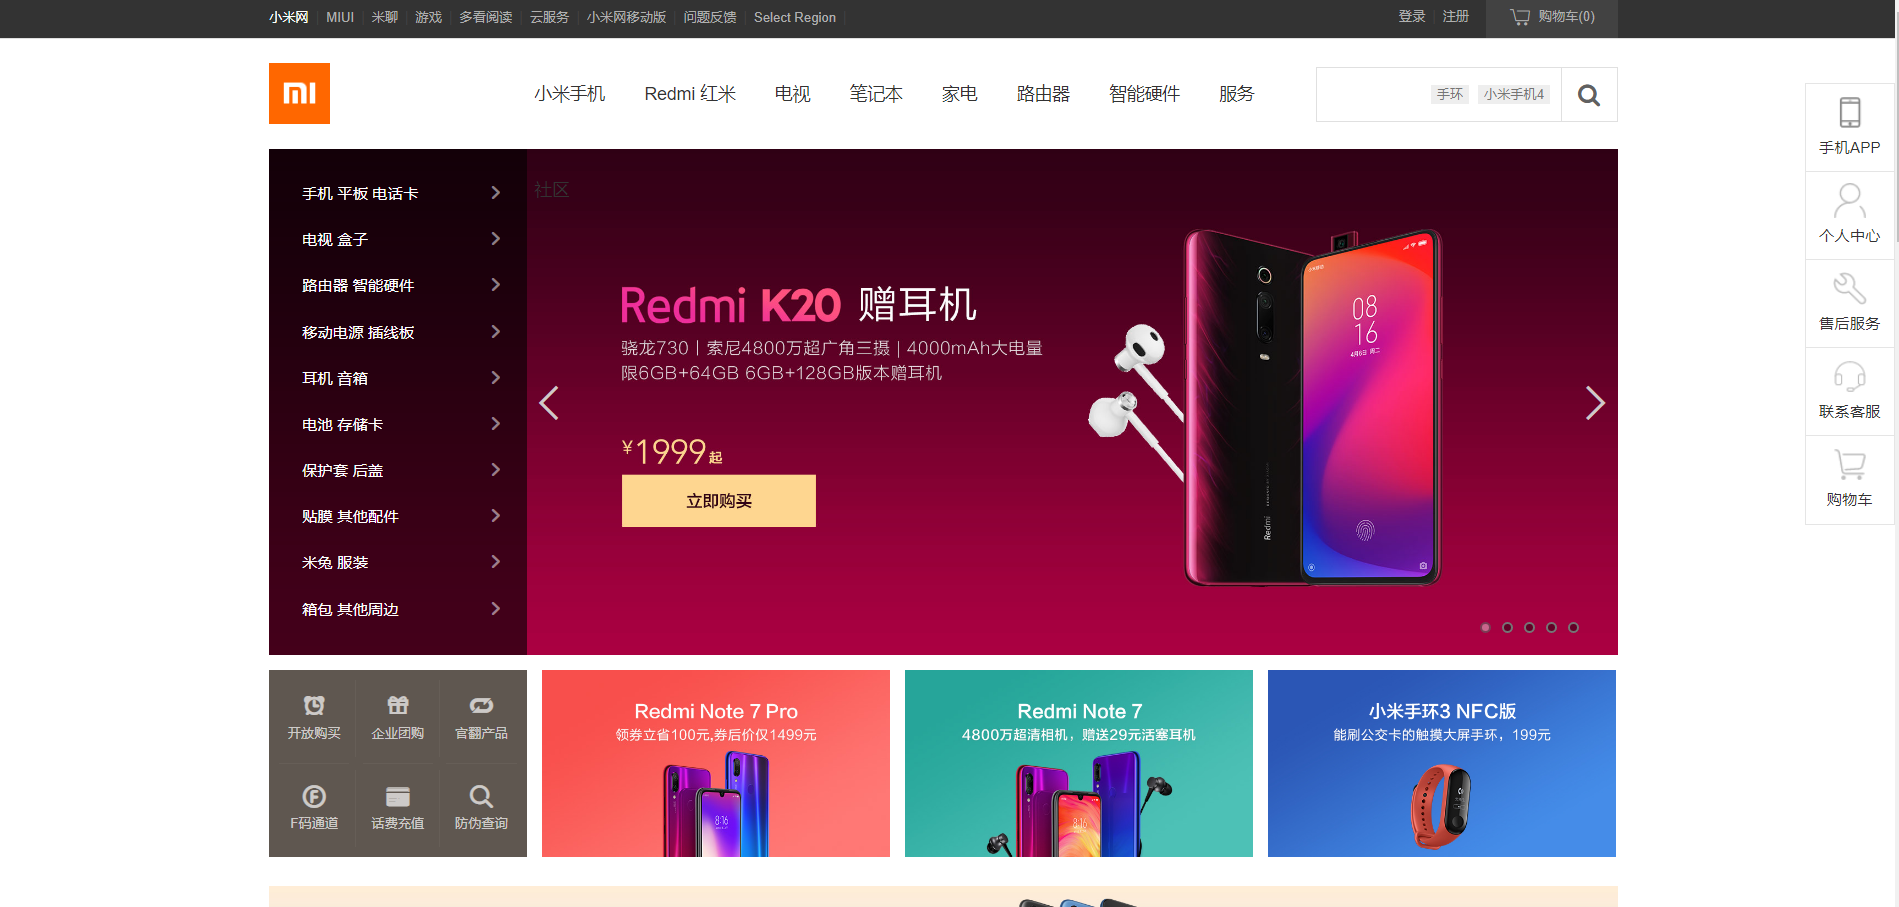 小米网 MIUI 米聊 游戏 多看阅读 云服务 小米网移动版 问题反馈 Select Region 登录 注册 购物车(0)
小米手机 Redmi 红米 电视 笔记本 家电 路由器 智能硬件 服务 手环 小米手机4
社区
手机 平板 电话卡
电视 盒子
路由器 智能硬件
移动电源 插线板
耳机 音箱
电池 存储卡
保护套 后盖
贴膜 其他配件
米兔 服装
箱包 其他周边
Redmi K20 赠耳机
骁龙730 | 索尼4800万超广角三摄 | 4000mAh大电量
限6GB+64GB 6GB+128GB版本赠耳机
¥1999起
立即购买
08
16
4月6日 周二
Redmi
手机APP
个人中心
售后服务
联系客服
购物车
开放购买 企业团购 官翻产品
F码通道 话费充值 防伪查询
Redmi Note 7 Pro
领券立省100元,券后价仅1499元
8:16
Redmi Note 7
4800万超清相机，赠送29元活塞耳机
8:16
小米手环3 NFC版
能刷公交卡的触摸大屏手环，199元